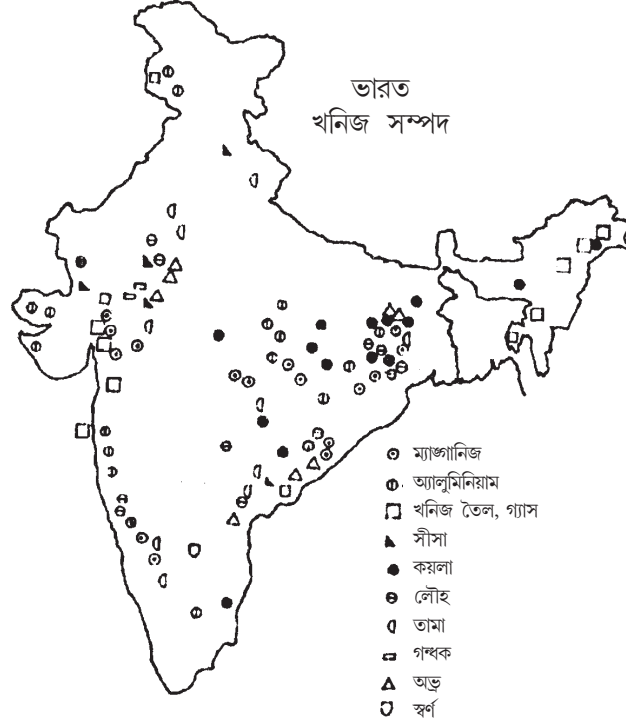 ভারত
খনিজ সম্পদ
ম্যাঙ্গানিজ
অ্যালুমিনিয়াম
খনিজ তৈল, গ্যাস
সীসা
কয়লা
লৌহ
তামা
গন্ধক
অভ্র
স্বর্ণ